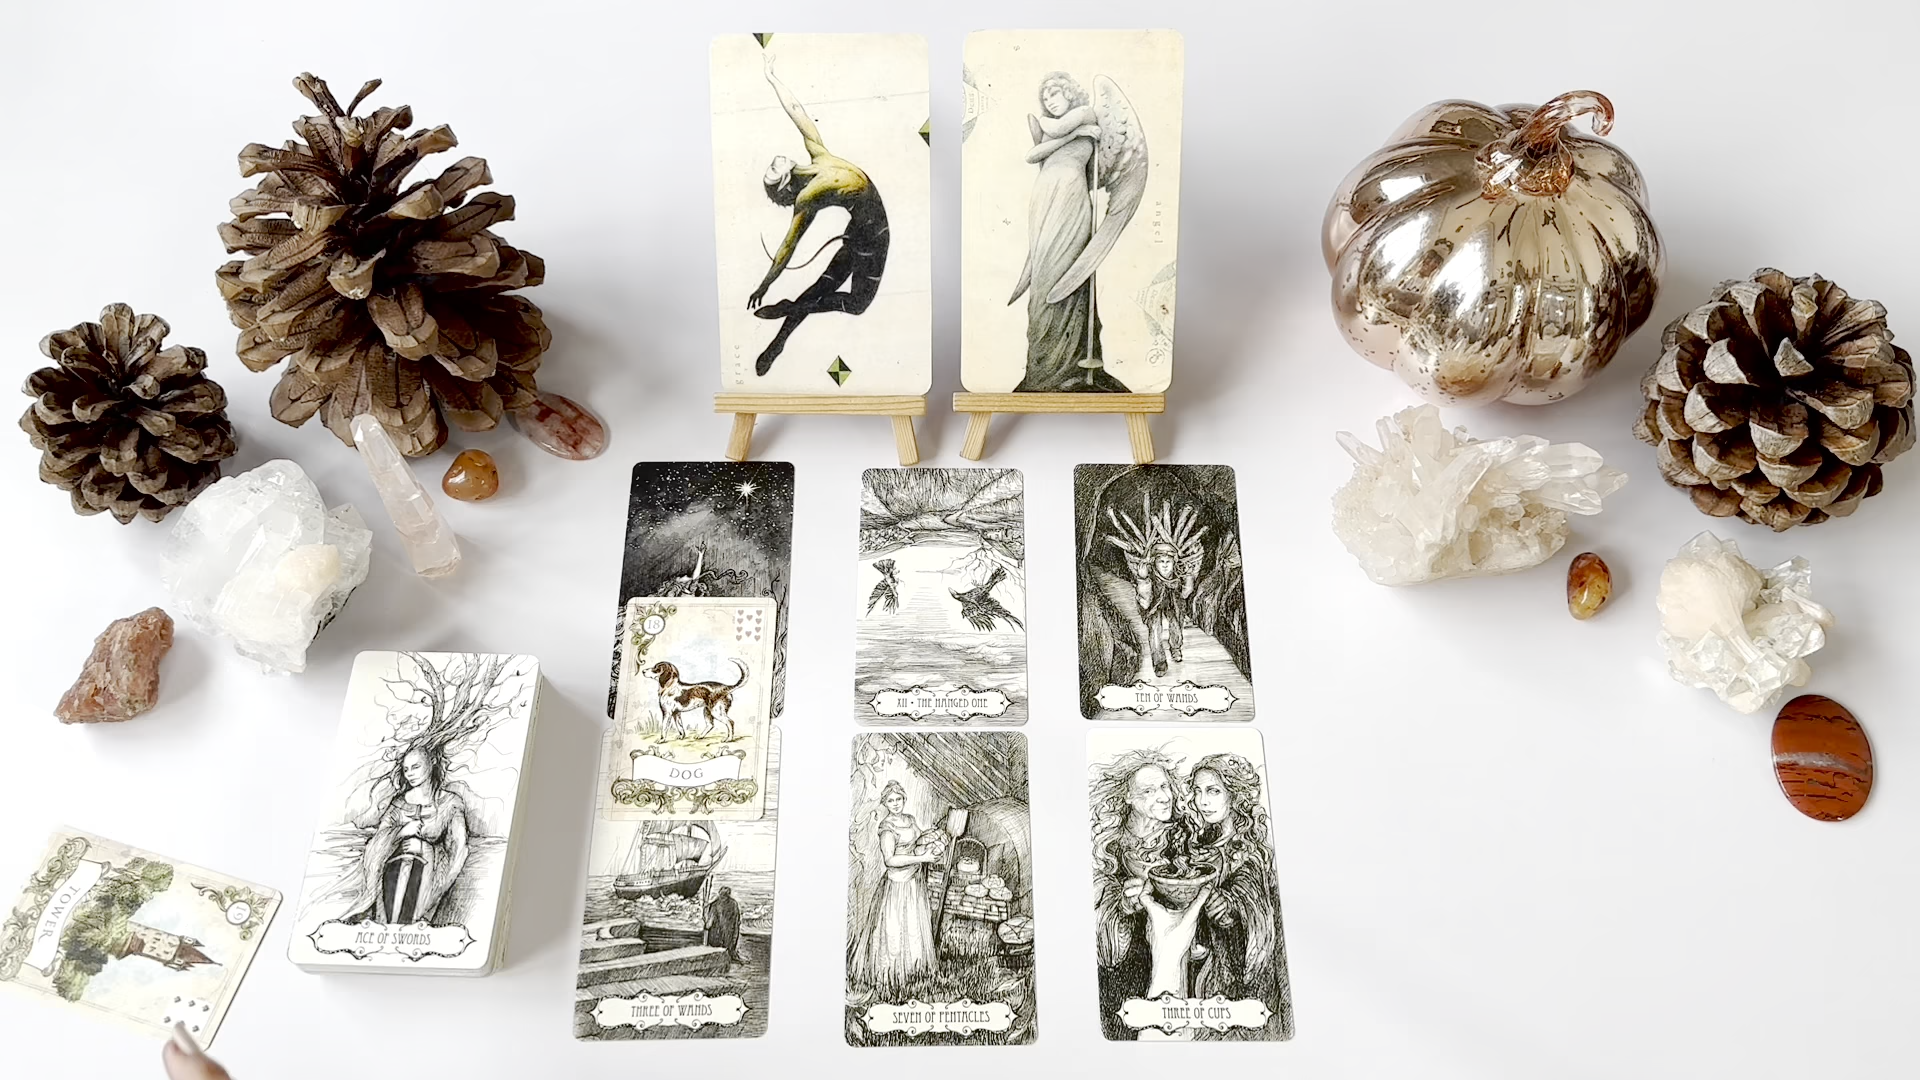 grace
angel
XII • THE HANGED ONE
TEN OF WANDS
18
DOG
ACE OF SWORDS
TOWER
THREE OF WANDS
SEVEN OF PENTACLES
THREE OF CUPS